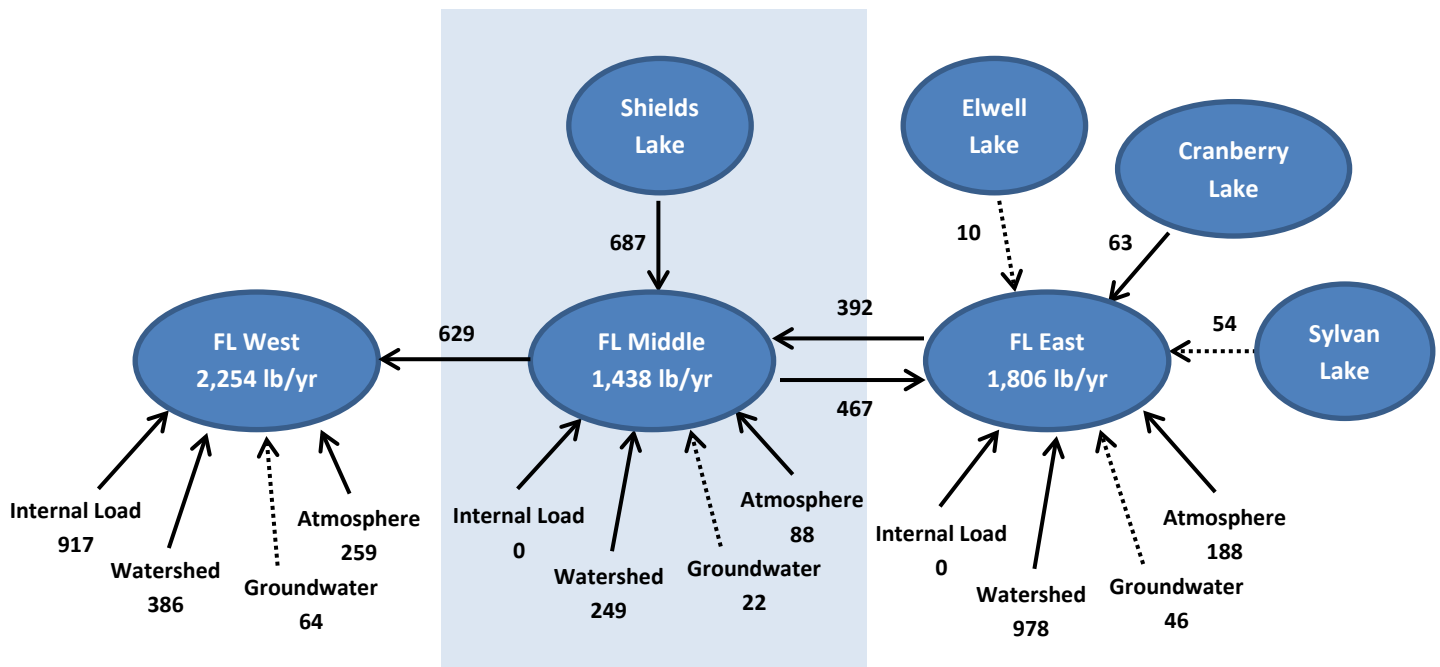 Shields
Lake
Elwell
Lake
Cranberry
Lake
687
10
63
FL West
2,254 lb/yr
629
FL Middle
1,438 lb/yr
392
467
FL East
1,806 lb/yr
54
Sylvan
Lake
Internal Load
917
Watershed
386
Groundwater
64
Atmosphere
259
Internal Load
0
Watershed
249
Groundwater
22
Atmosphere
88
Internal Load
0
Watershed
978
Groundwater
46
Atmosphere
188